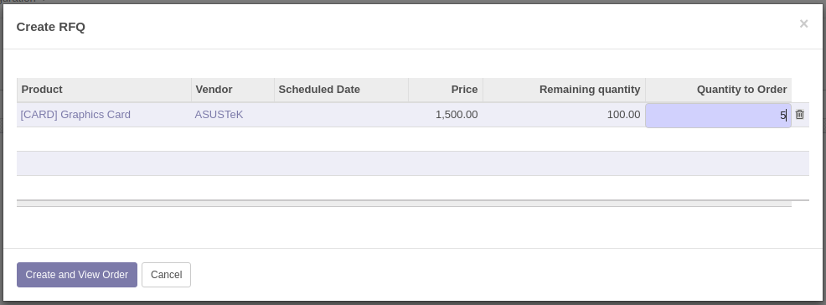 Create RFQ ×
Product Vendor Scheduled Date Price Remaining quantity Quantity to Order
[CARD] Graphics Card ASUSTeK 1,500.00 100.00 5
Create and View Order Cancel